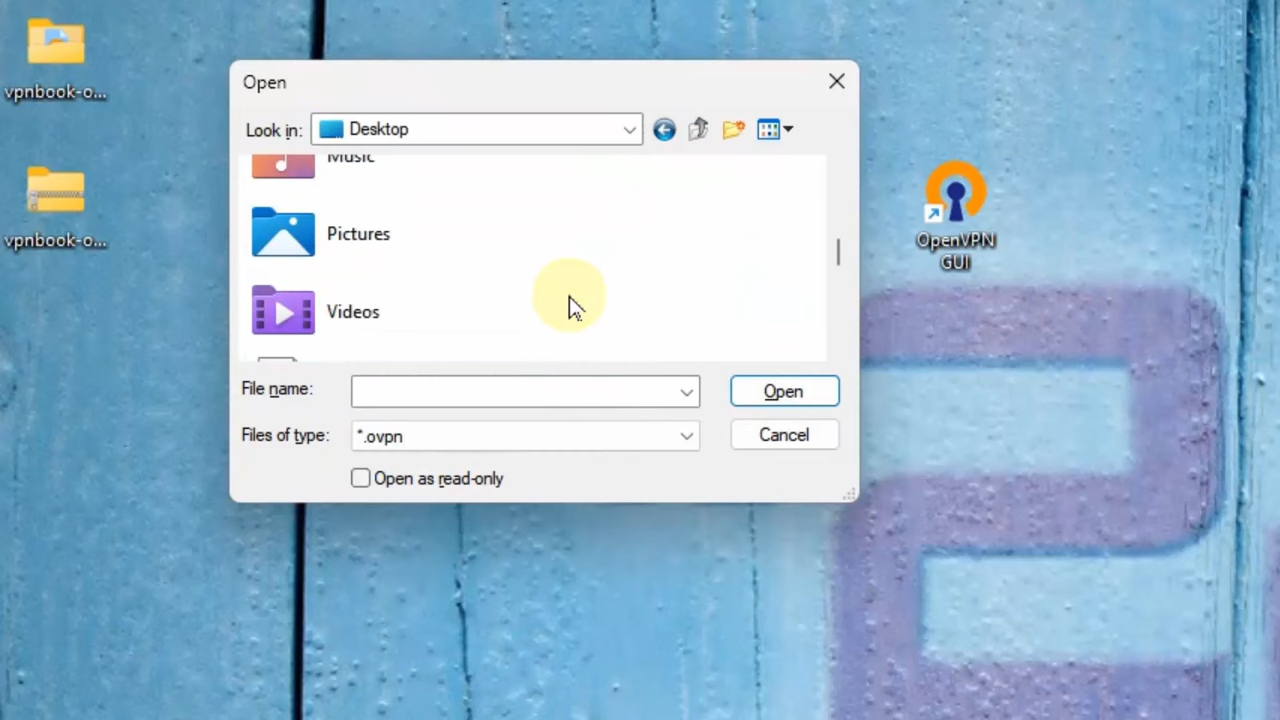 vpnbook-o...
vpnbook-o...
Open
Look in:
Desktop
Music
Pictures
Videos
File name:
Open
Files of type:
*.ovpn
Cancel
Open as read-only
OpenVPN
GUI